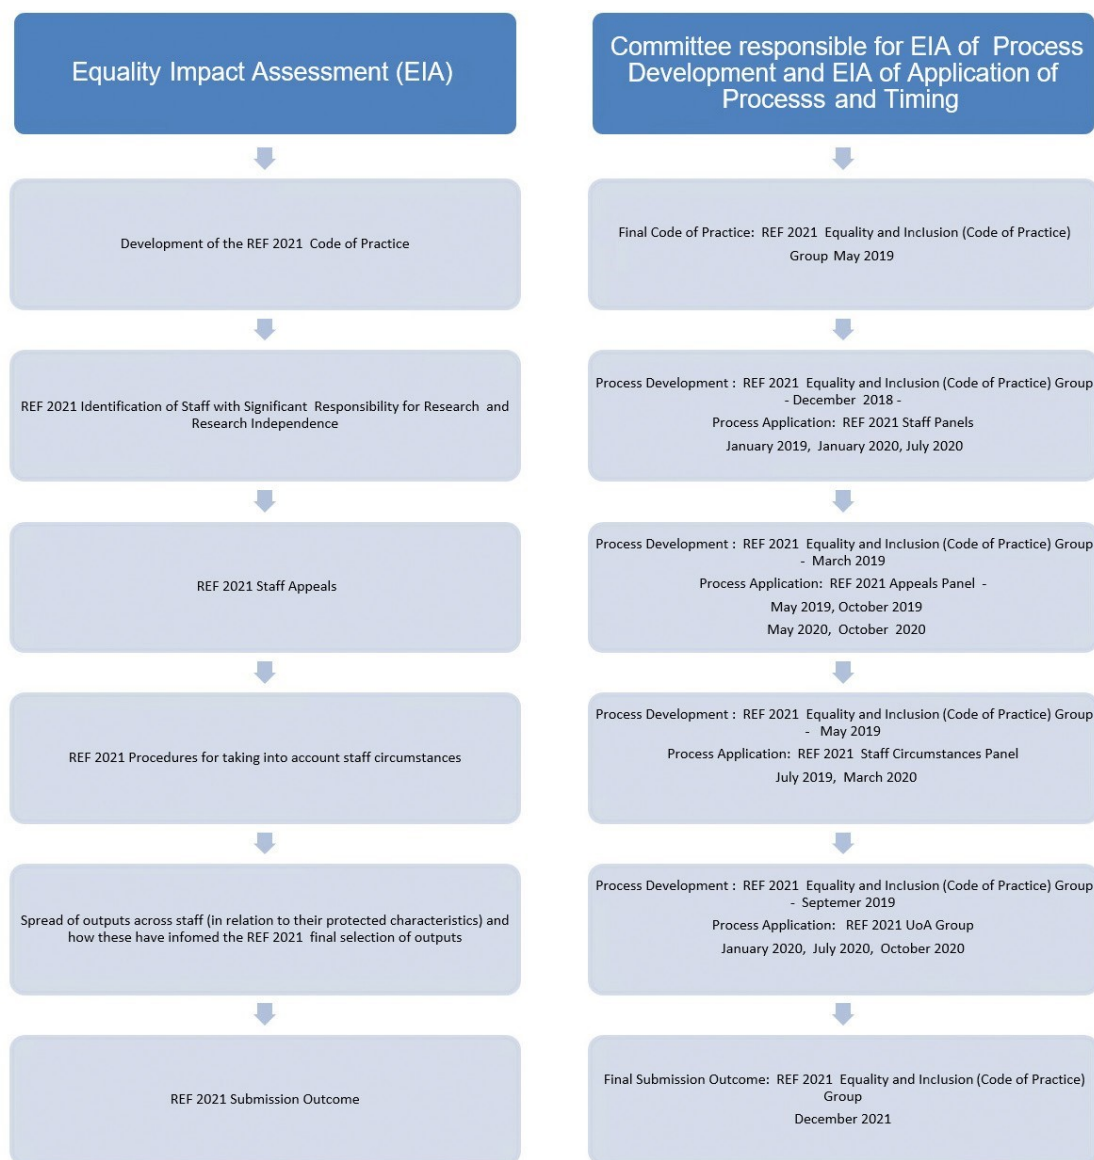 Equality Impact Assessment (EIA)
Development of the REF 2021 Code of Practice
REF 2021 Identification of Staff with Significant Responsibility for Research and
Research Independence
REF 2021 Staff Appeals
REF 2021 Procedures for taking into account staff circumstances
Spread of outputs across staff (in relation to their protected characteristics) and
how these have infomed the REF 2021 final selection of outputs
REF 2021 Submission Outcome
Committee responsible for EIA of Process
Development and EIA of Application of
Processs and Timing
Final Code of Practice: REF 2021 Equality and Inclusion (Code of Practice)
Group May 2019
Process Development : REF 2021 Equality and Inclusion (Code of Practice) Group
- December 2018 -
Process Application: REF 2021 Staff Panels
January 2019, January 2020, July 2020
Process Development : REF 2021 Equality and Inclusion (Code of Practice) Group
- March 2019
Process Application: REF 2021 Appeals Panel -
May 2019, October 2019
May 2020, October 2020
Process Development : REF 2021 Equality and Inclusion (Code of Practice) Group
- May 2019
Process Application: REF 2021 Staff Circumstances Panel
July 2019, March 2020
Process Development : REF 2021 Equality and Inclusion (Code of Practice) Group
- Septemer 2019
Process Application: REF 2021 UoA Group
January 2020, July 2020, October 2020
Final Submission Outcome: REF 2021 Equality and Inclusion (Code of Practice)
Group
December 2021